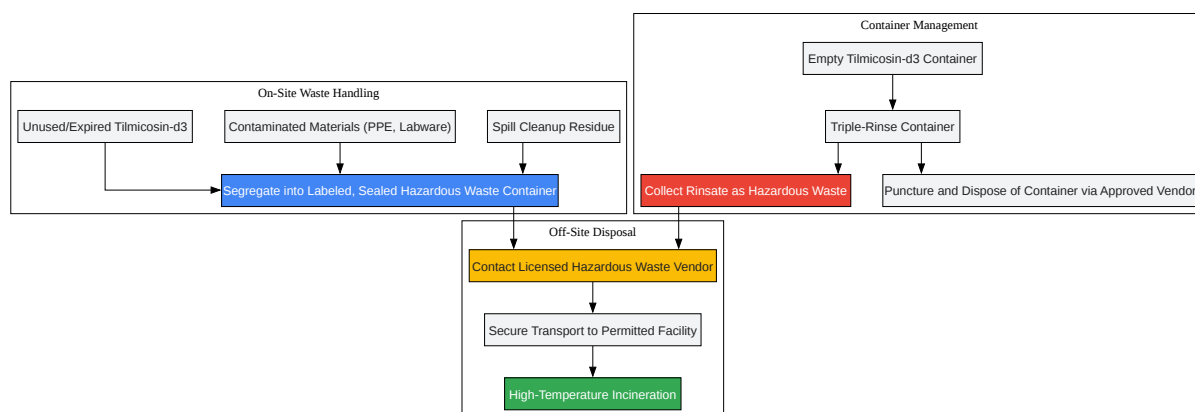 Container Management
Empty Tilmicosin-d3 Container
On-Site Waste Handling
Unused/Expired Tilmicosin-d3
Contaminated Materials (PPE, Labware)
Spill Cleanup Residue
Triple-Rinse Container
Segregate into Labeled, Sealed Hazardous Waste Container
Collect Rinsate as Hazardous Waste
Puncture and Dispose of Container via Approved Vendor
Off-Site Disposal
Contact Licensed Hazardous Waste Vendor
Secure Transport to Permitted Facility
High-Temperature Incineration